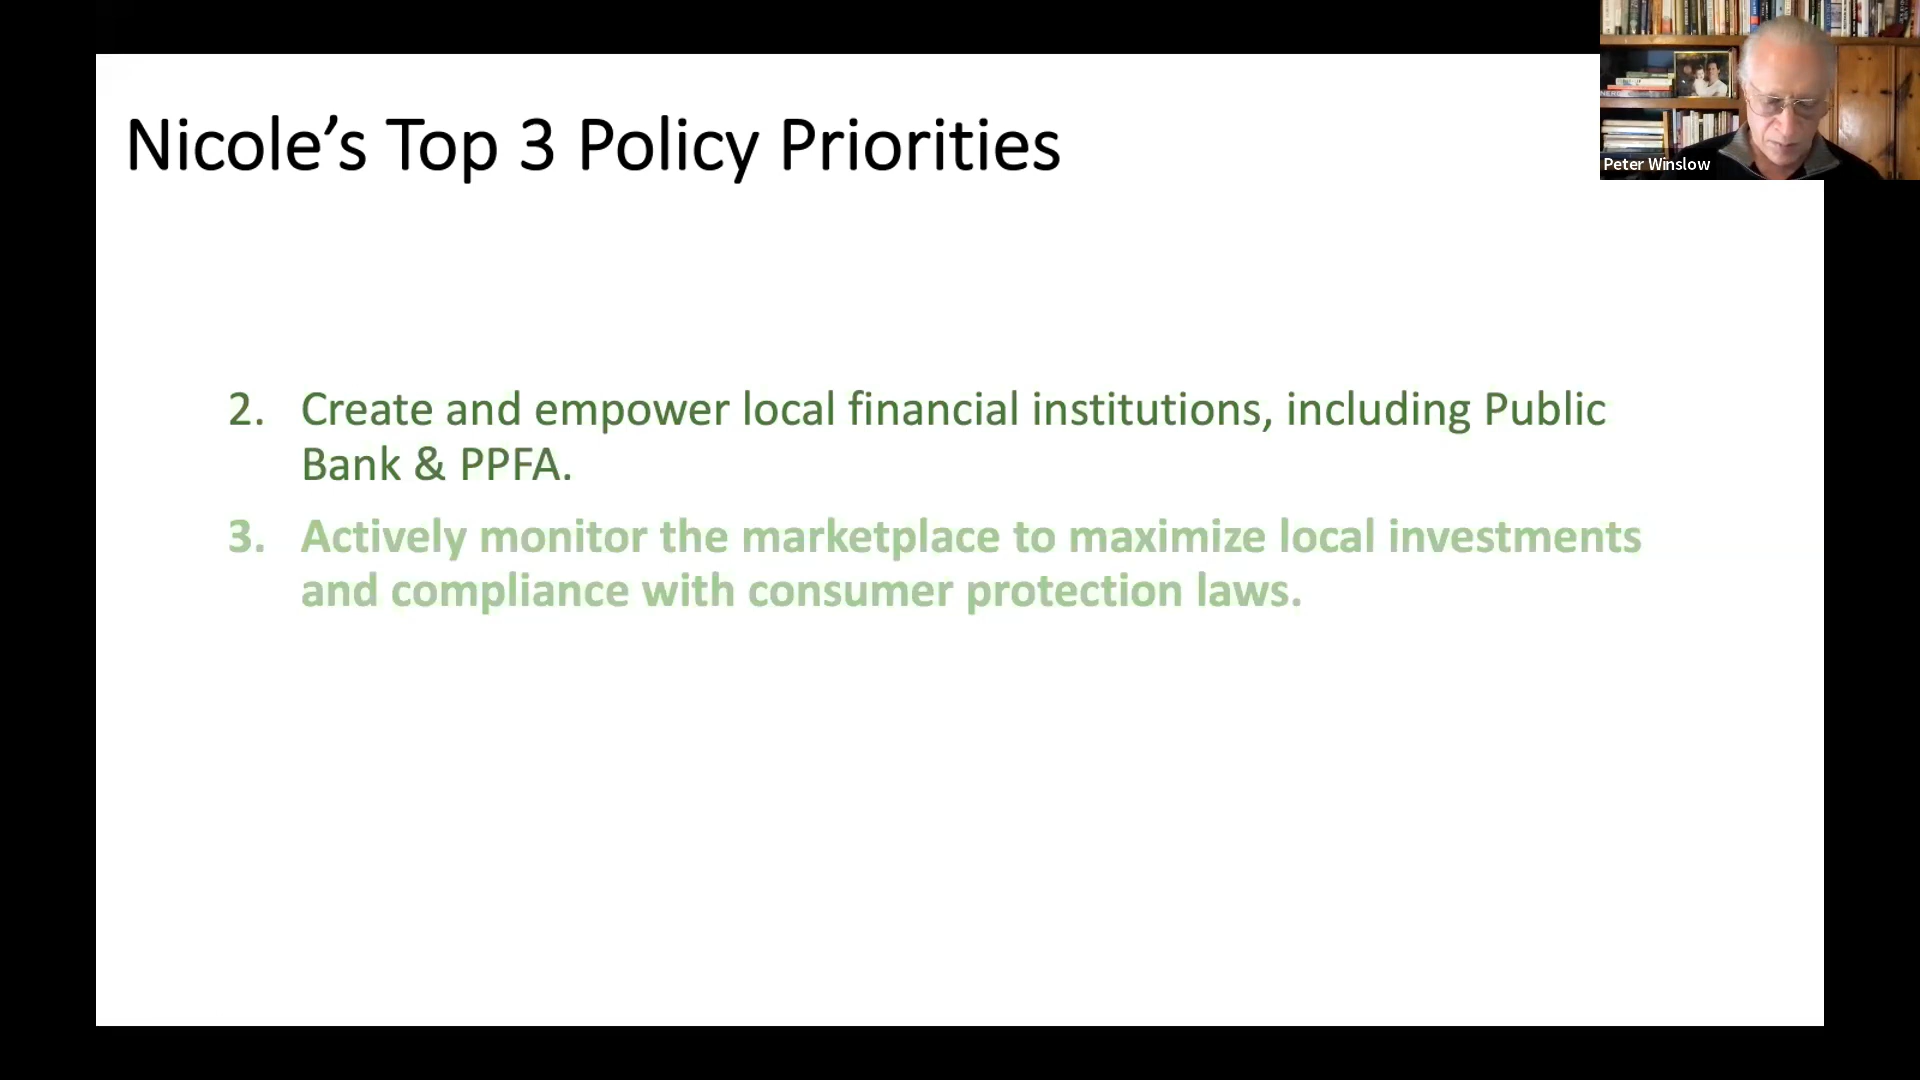 Nicole’s Top 3 Policy Priorities
Peter Winslow
2. Create and empower local financial institutions, including Public
Bank & PPFA.
3. Actively monitor the marketplace to maximize local investments
and compliance with consumer protection laws.